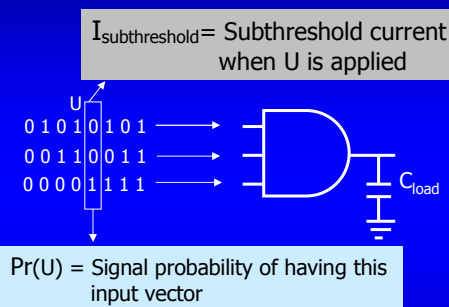 Isubthreshold= Subthreshold current
when U is applied
U
0 1 0 1 0 1 0 1
0 0 1 1 0 0 1 1
0 0 0 0 1 1 1 1
Cload
Pr(U) = Signal probability of having this
input vector